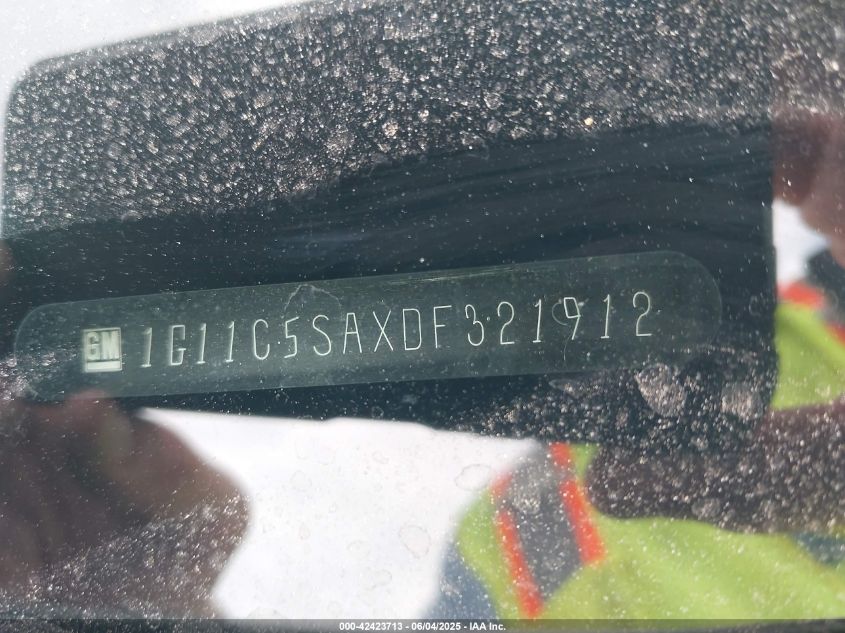 GM 1G11C5SAXDF321912
000-42423713 - 06/04/2025 - IAA Inc.